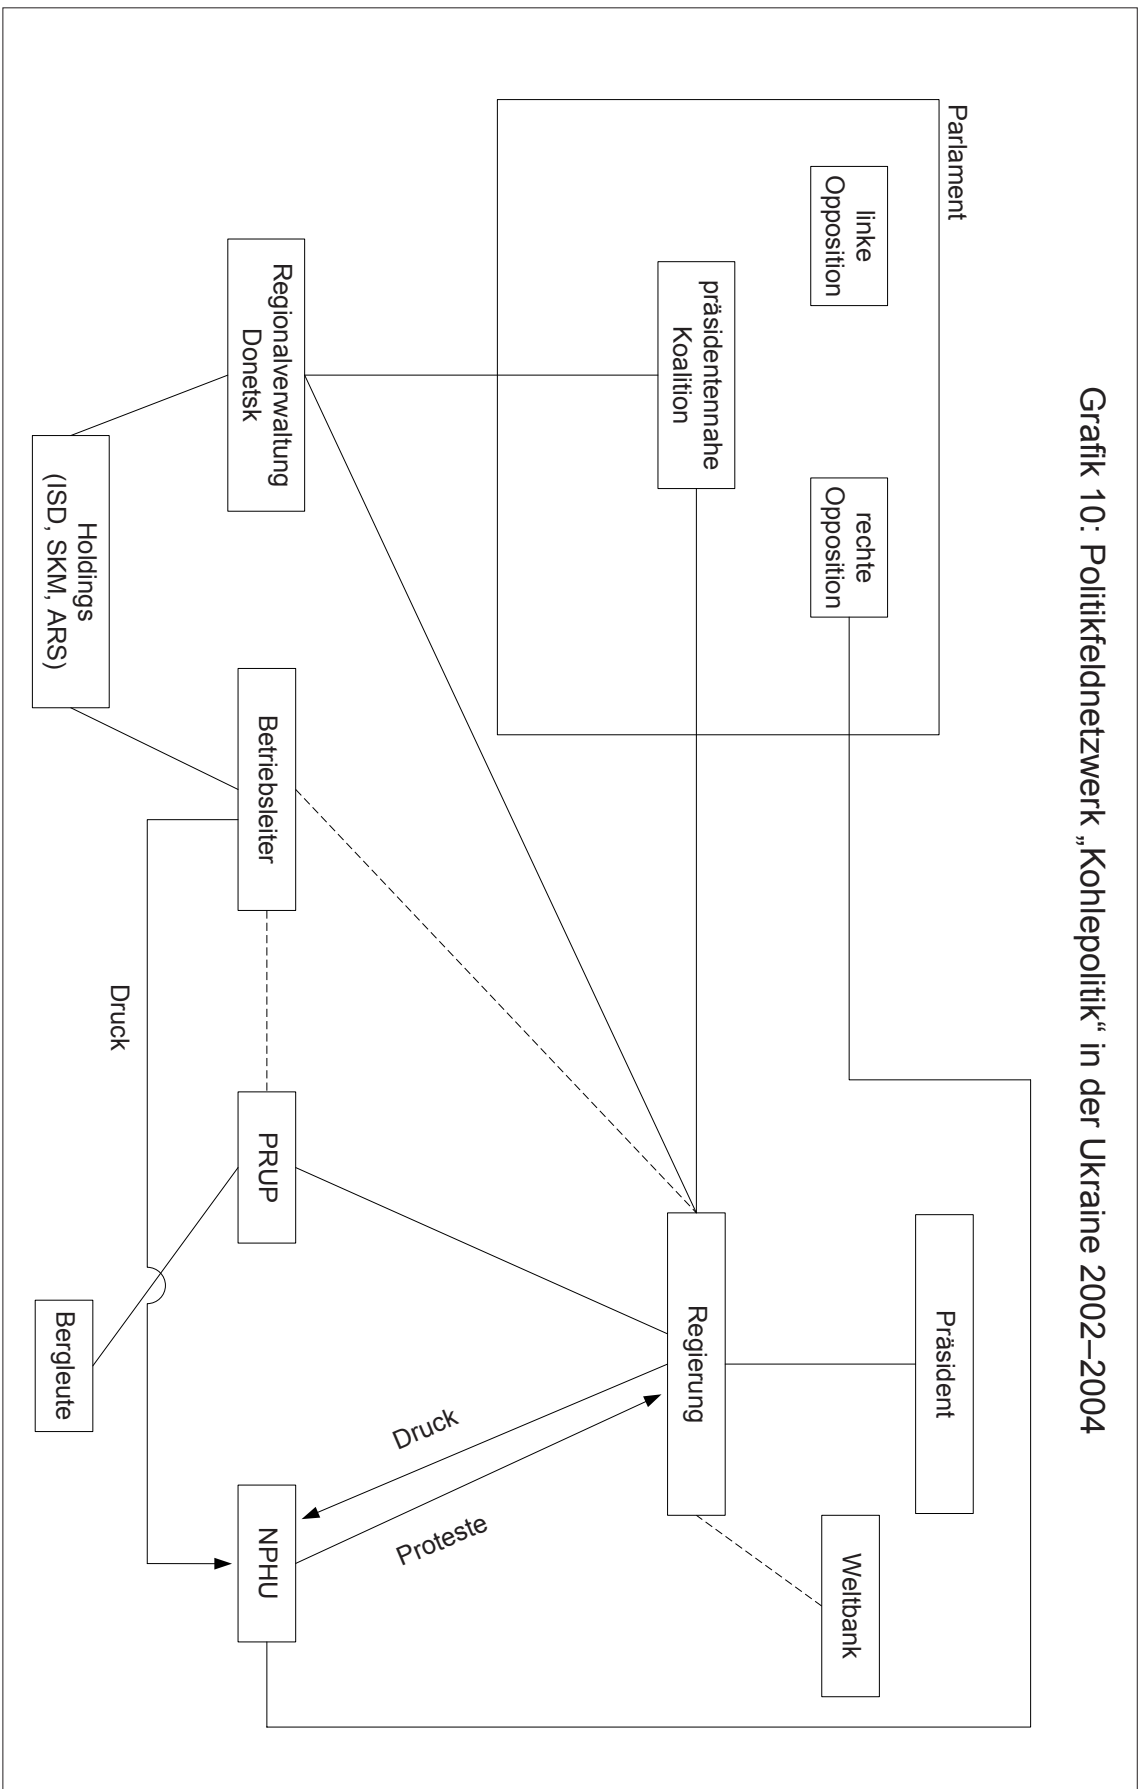 Grafik 10: Politikfeldnetzwerk „Kohlepolitik“ in der Ukraine 2002–2004
Parlament
linke
Opposition
rechte
Opposition
Präsident
Weltbank
präsidentennahe
Koalition
Regierung
Druck
Proteste
Regionalverwaltung
Donetsk
Betriebsleiter
PRUP
NPHU
Druck
Holdings
(ISD, SKM, ARS)
Bergleute